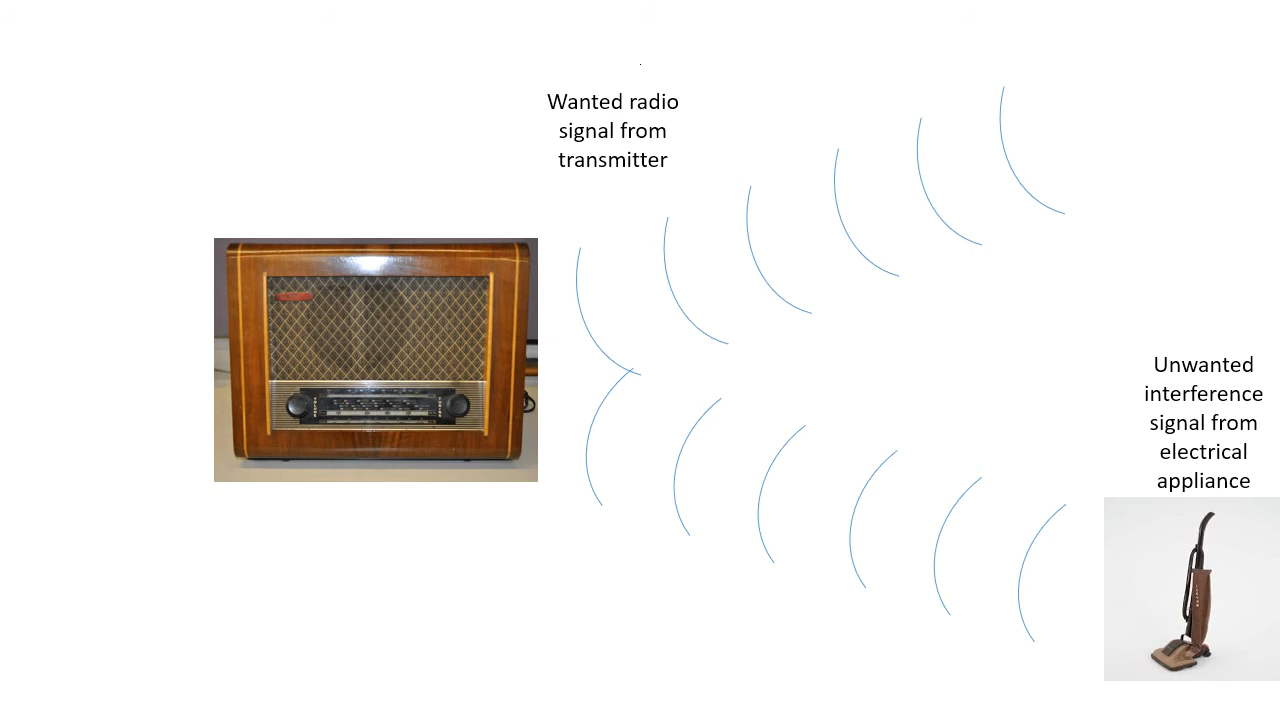 Wanted radio
signal from
transmitter
Unwanted
interference
signal from
electrical
appliance